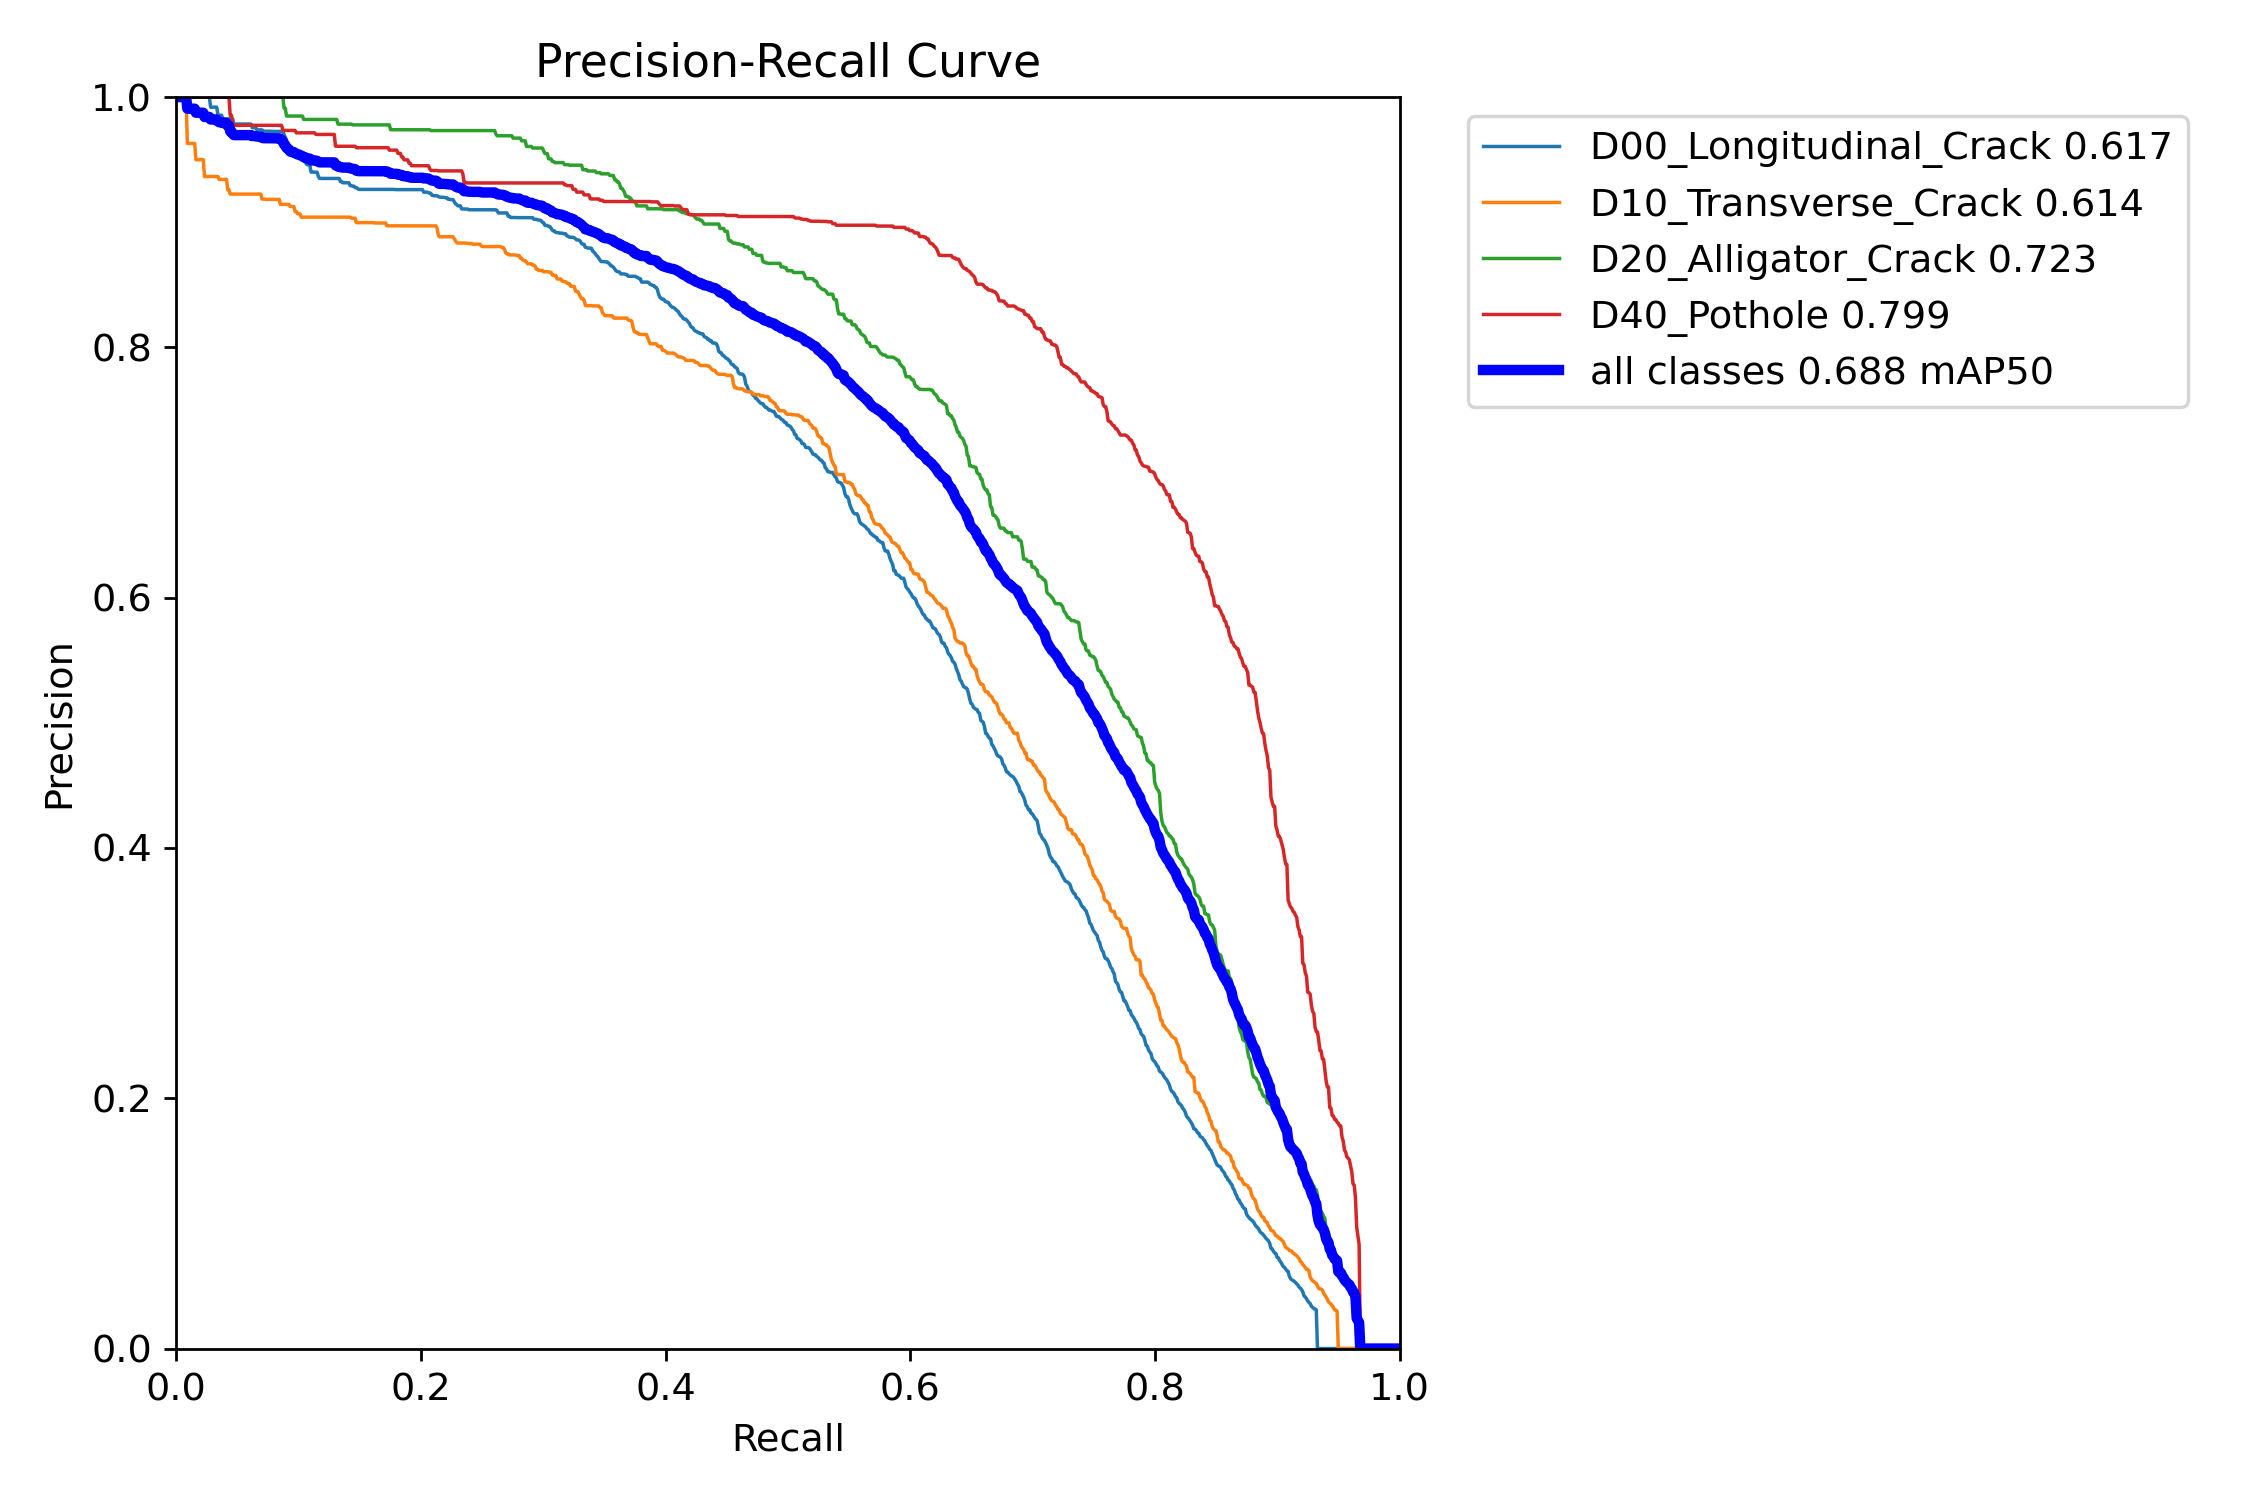 Precision-Recall Curve
1.0
0.8
0.6
0.4
0.2
0.0
Precision
0.0 0.2 0.4 0.6 0.8 1.0
Recall
D00_Longitudinal_Crack 0.617
D10_Transverse_Crack 0.614
D20_Alligator_Crack 0.723
D40_Pothole 0.799
all classes 0.688 mAP50